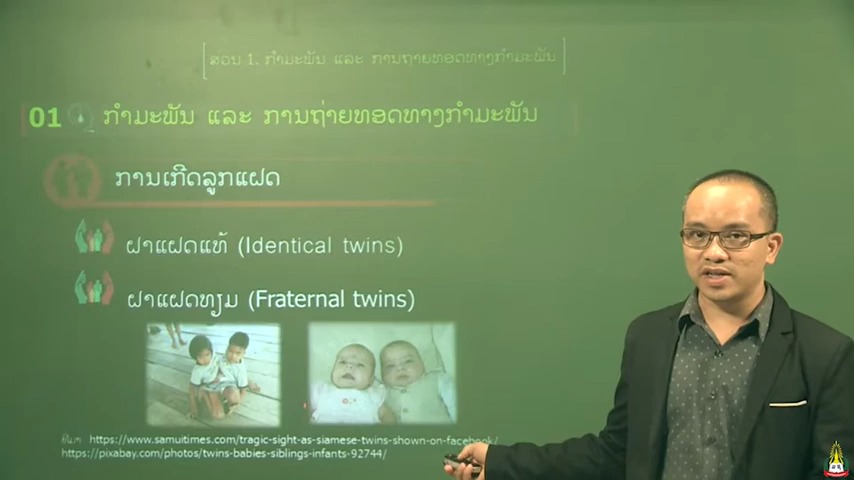 ສ່ວນ 1. ກຳມະພັນ ແລະ ການຖ່າຍທອດທາງກຳມະພັນ
01 ກຳມະພັນ ແລະ ການຖ່າຍທອດທາງກຳມະພັນ
ການເກີດລູກແຝດ
ຝາແຝດແທ້ (Identical twins)
ຝາແຝດທຽມ (Fraternal twins)
ທີ່ມາ https://www.samuitimes.com/tragic-sight-as-siamese-twins-shown-on-facebook/
https://pixabay.com/photos/twins-babies-siblings-infants-92744/